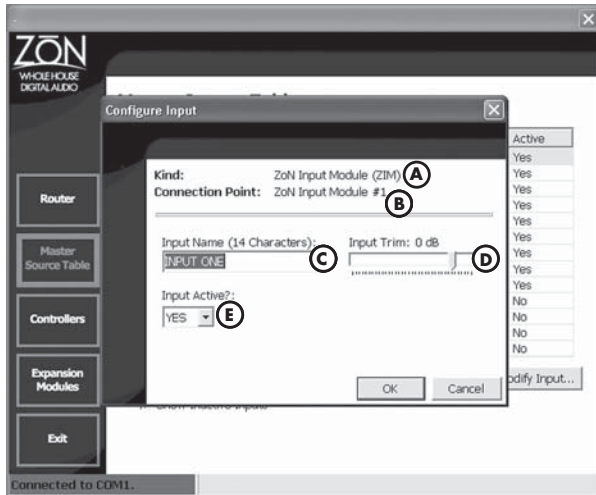 ZŌN
WHOLE HOUSE
DIGITAL AUDIO
Configure Input
Active
Yes
Yes
Yes
Yes
Yes
Yes
Yes
Yes
Yes
No
No
No
No
Kind: ZoN Input Module (ZIM) A
Connection Point: ZoN Input Module #1 B
Input Name (14 Characters): Input Trim: 0 dB
INPUT ONE C D
Input Active?:
YES E
OK Cancel
Router
Master
Source Table
Controllers
Expansion
Modules
Exit
odify Input...
Show Inactive Inputs
Connected to COM1.